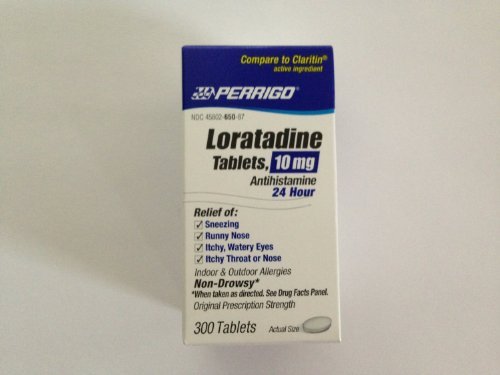 Compare to Claritin®
active ingredient
PERRIGO®
NDC 45802-650-87
Loratadine
Tablets, 10 mg
Antihistamine
24 Hour
Relief of:
Sneezing
Runny Nose
Itchy, Watery Eyes
Itchy Throat or Nose
Indoor & Outdoor Allergies
Non-Drowsy*
*When taken as directed. See Drug Facts Panel.
Original Prescription Strength
300 Tablets
Actual Size